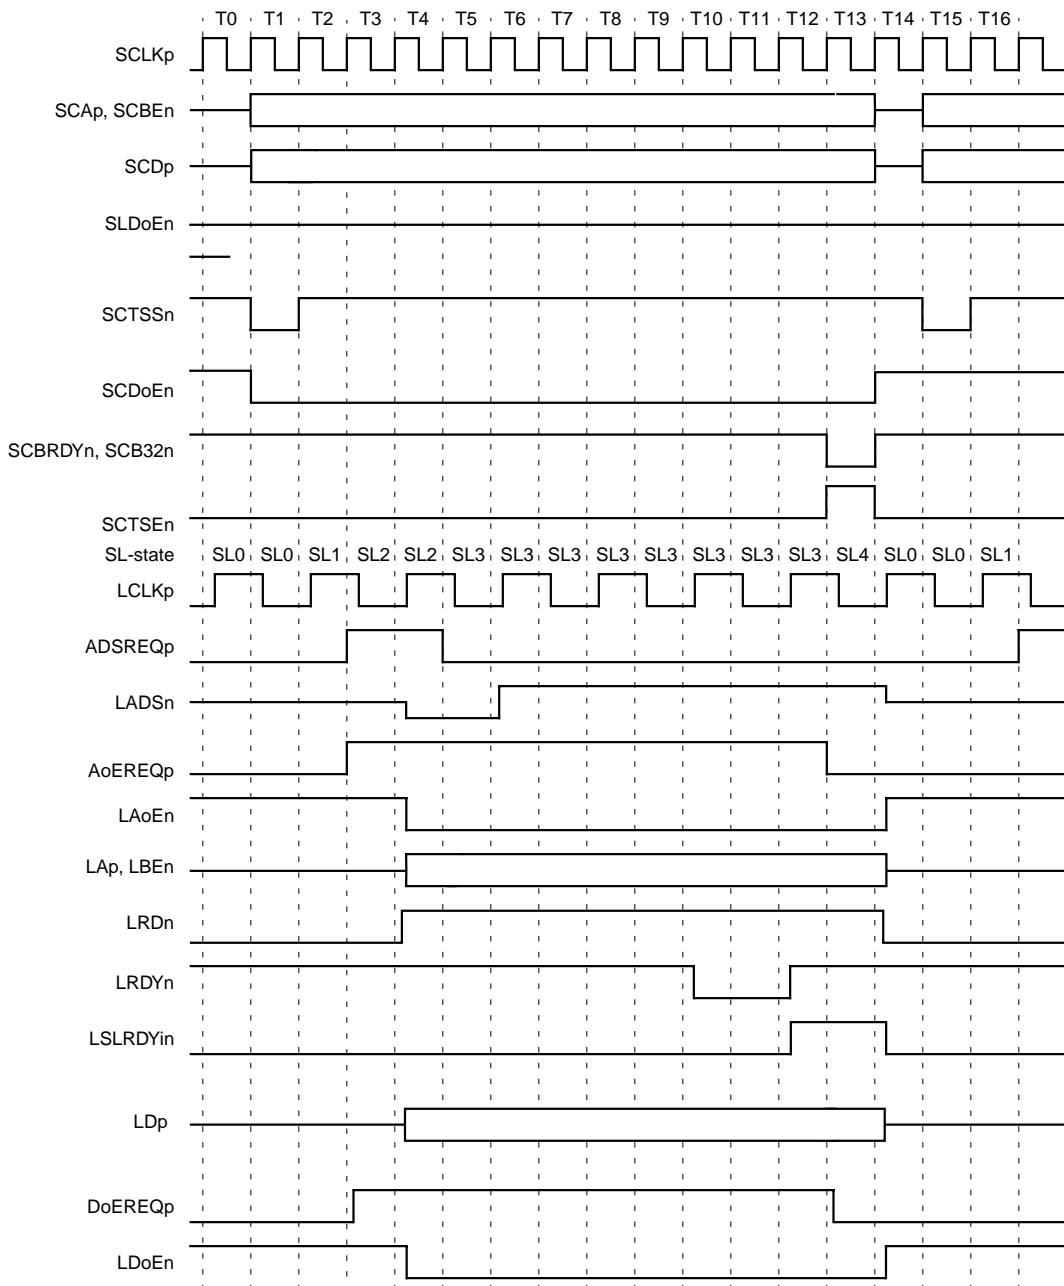 T0 T1 T2 T3 T4 T5 T6 T7 T8 T9 T10 T11 T12 T13 T14 T15 T16
SCLKp
SCAp, SCBEn
SCDp
SLDoEn
SCTSSn
SCDoEn
SCBRDYn, SCB32n
SCTSEn
SL-state SL0 SL0 SL1 SL2 SL2 SL3 SL3 SL3 SL3 SL3 SL3 SL3 SL3 SL4 SL0 SL0 SL1
LCLKp
ADSREQp
LADSn
AoEREQp
LAoEn
LAp, LBEn
LRDn
LRDYn
LSLRDYin
LDp
DoEREQp
LDoEn